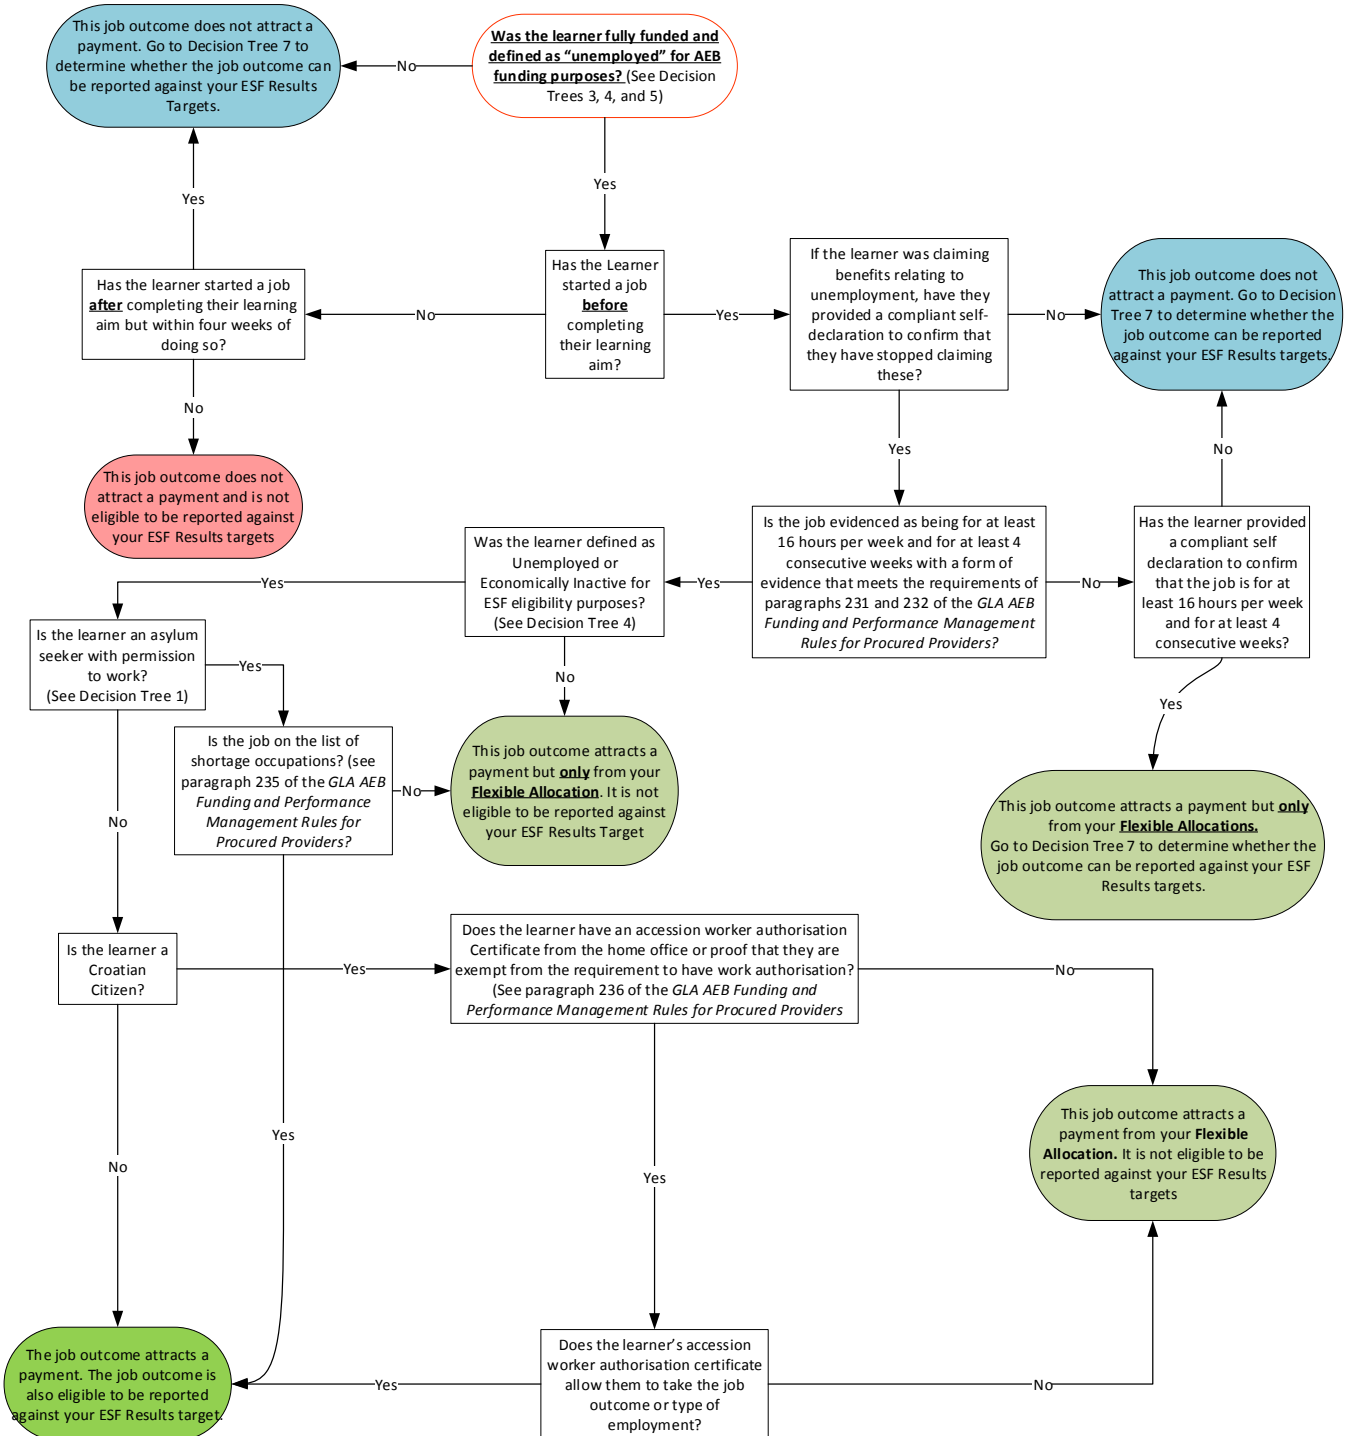 This job outcome does not attract a
payment. Go to Decision Tree 7 to
determine whether the job outcome can
be reported against your ESF Results
Targets.
No
Was the learner fully funded and
defined as “unemployed” for AEB
funding purposes? (See Decision
Trees 3, 4, and 5)
Yes
Yes
Has the learner started a job
after completing their learning
aim but within four weeks of
doing so?
No
Has the Learner
started a job
before
completing
their learning
aim?
Yes
If the learner was claiming
benefits relating to
unemployment, have they
provided a compliant self-
declaration to confirm that
they have stopped claiming
these?
No
This job outcome does not
attract a payment. Go to Decision
Tree 7 to determine whether the
job outcome can be reported
against your ESF Results targets.
No
Yes
No
This job outcome does not
attract a payment and is not
eligible to be reported against
your ESF Results targets
Yes
Was the learner defined as
Unemployed or
Economically Inactive for
ESF eligibility purposes?
(See Decision Tree 4)
Yes
Is the job evidenced as being for at least
16 hours per week and for at least 4
consecutive weeks with a form of
evidence that meets the requirements of
paragraphs 231 and 232 of the GLA AEB
Funding and Performance Management
Rules for Procured Providers?
No
Has the learner provided
a compliant self
declaration to confirm
that the job is for at
least 16 hours per week
and for at least 4
consecutive weeks?
Is the learner an asylum
seeker with permission
to work?
(See Decision Tree 1)
Yes
No
Yes
Is the job on the list of
shortage occupations? (see
paragraph 235 of the GLA AEB
Funding and Performance
Management Rules for
Procured Providers?
No
This job outcome attracts a
payment but only from your
Flexible Allocation. It is not
eligible to be reported against
your ESF Results Target
This job outcome attracts a payment but only
from your Flexible Allocations.
Go to Decision Tree 7 to determine whether the
job outcome can be reported against your ESF
Results targets.
No
Is the learner a
Croatian
Citizen?
Yes
Does the learner have an accession worker authorisation
Certificate from the home office or proof that they are
exempt from the requirement to have work authorisation?
(See paragraph 236 of the GLA AEB Funding and
Performance Management Rules for Procured Providers
No
Yes
No
Yes
This job outcome attracts a
payment from your Flexible
Allocation. It is not eligible to be
reported against your ESF Results
targets
The job outcome attracts a
payment. The job outcome is
also eligible to be reported
against your ESF Results target.
Yes
Does the learner’s accession
worker authorisation certificate
allow them to take the job
outcome or type of
employment?
No